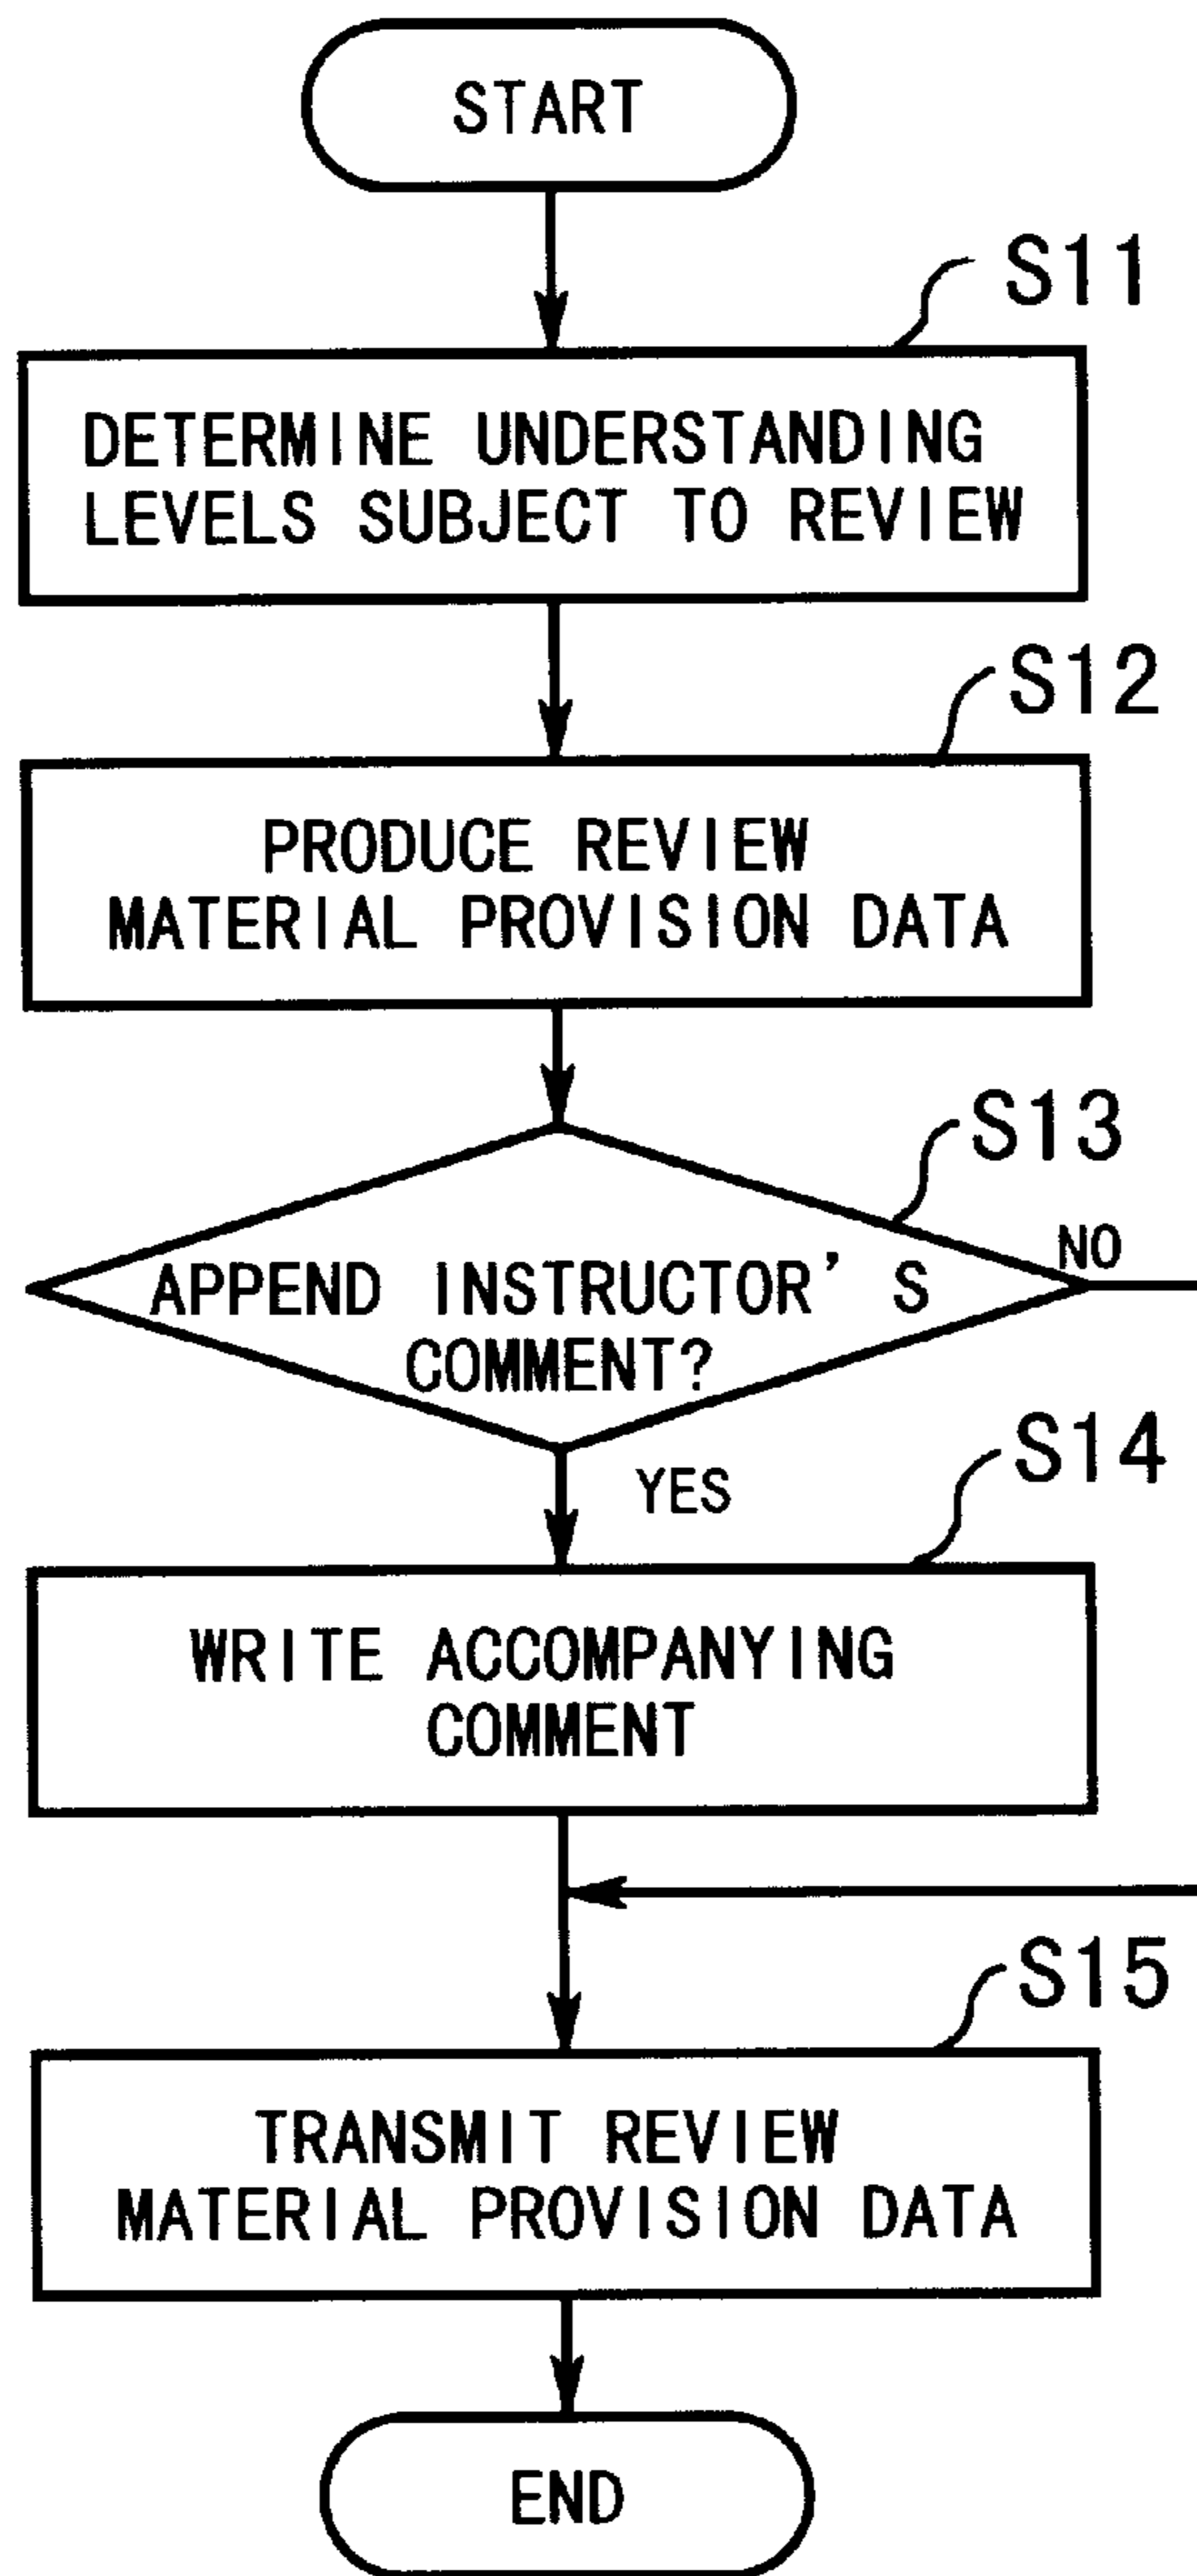 START
S11
DETERMINE UNDERSTANDING
LEVELS SUBJECT TO REVIEW
S12
PRODUCE REVIEW
MATERIAL PROVISION DATA
S13
NO
APPEND INSTRUCTOR'S
COMMENT?
YES
S14
WRITE ACCOMPANYING
COMMENT
S15
TRANSMIT REVIEW
MATERIAL PROVISION DATA
END